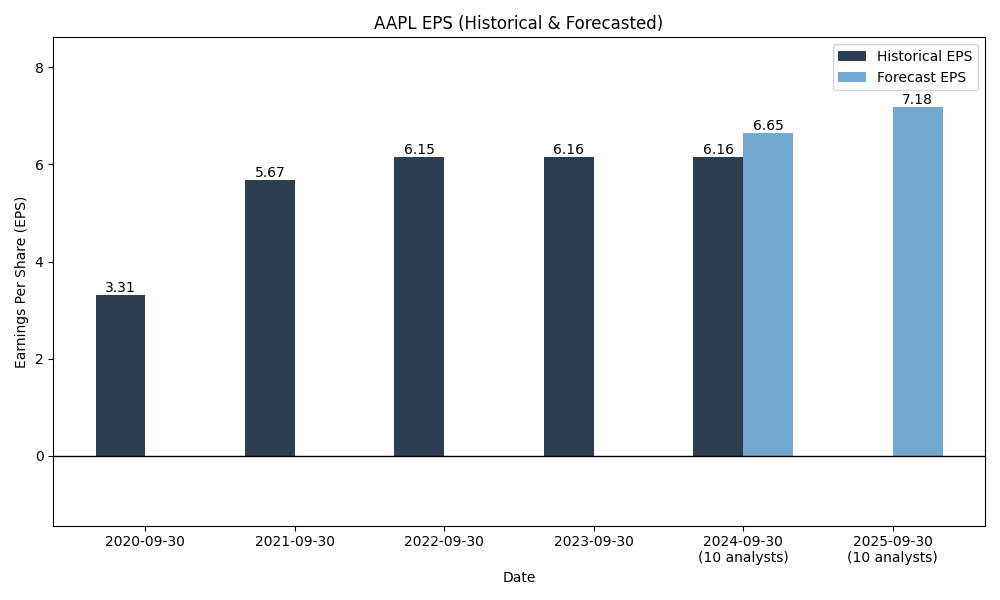 AAPL EPS (Historical & Forecasted)
Historical EPS
Forecast EPS
Earnings Per Share (EPS)
8
6
4
2
0
3.31
5.67
6.15
6.16
6.16
6.65
7.18
2020-09-30
2021-09-30
2022-09-30
2023-09-30
2024-09-30
(10 analysts)
2025-09-30
(10 analysts)
Date